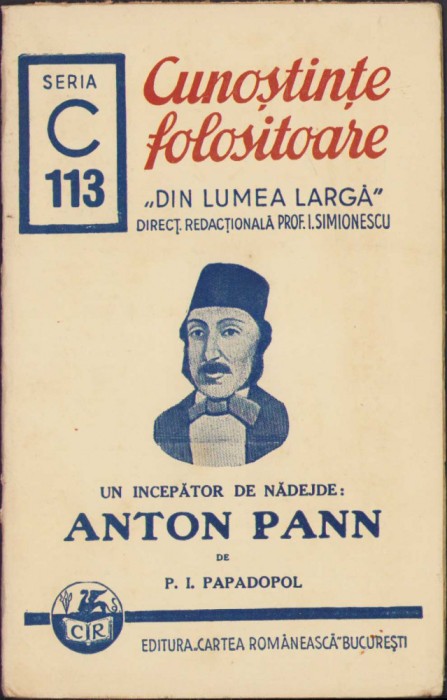 SERIA
C
113
Cunoștințe
folositoare
„DIN LUMEA LARGĂ”
DIRECȚ. REDACȚIONALĂ PROF. I. SIMIONESCU
UN INCEPĂTOR DE NĂDEJDE:
ANTON PANN
DE
P. I. PAPADOPOL
CR
EDITURA „CARTEA ROMÂNEASCĂ” BUCUREȘTI